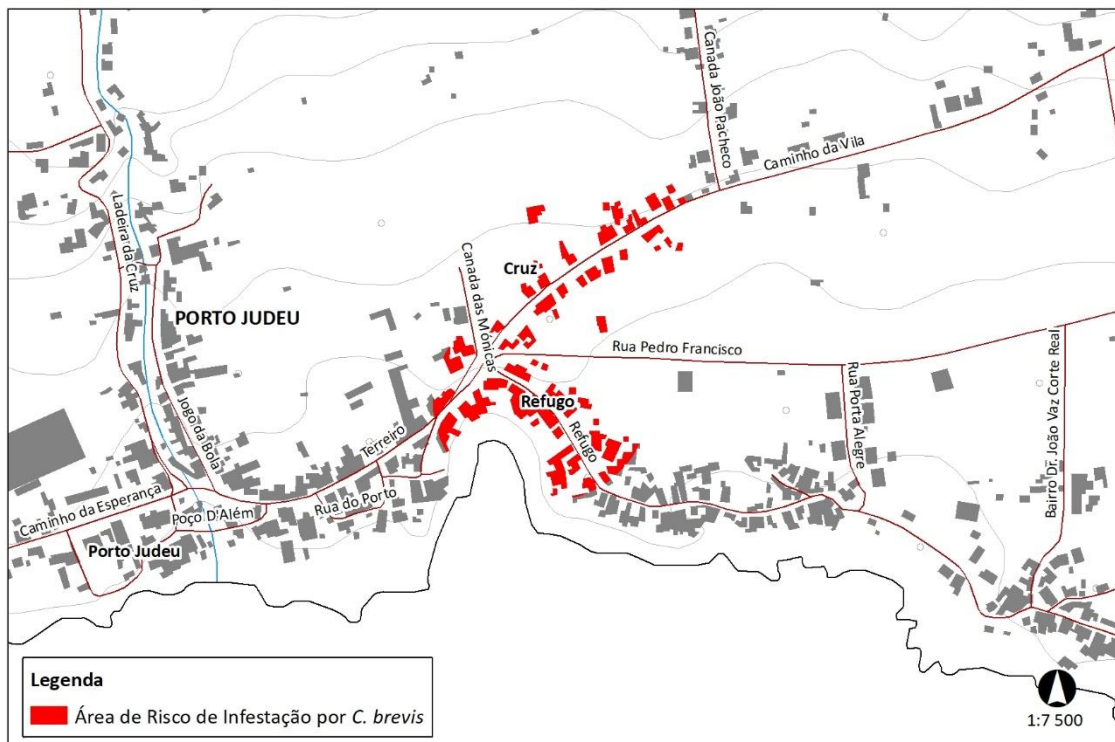 Canada João Pacheco
Caminho da Vila
Ladeira da Cruz
Cruz
Canada das Mónicas
PORTO JUDEU
Rua Pedro Francisco
Bairro Dr. João Vaz Corte Real
Rua Porta Alegre
Refugo
Refugo
Jogo da Bola
Terreiro
Caminho da Esperança
Rua do Porto
Poço D'Além
Porto Judeu
Legenda
Área de Risco de Infestação por C. brevis
1:7 500